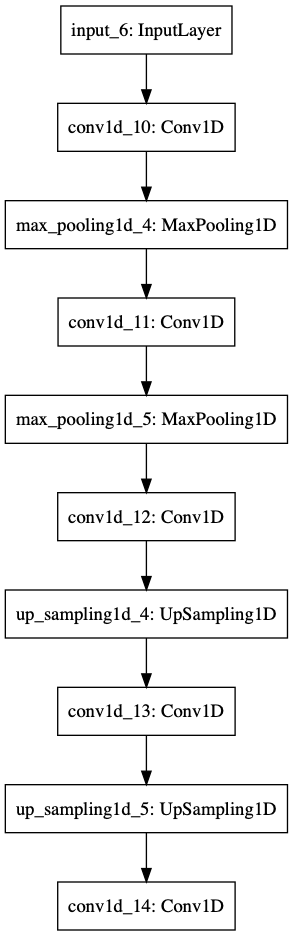 input_6: InputLayer
conv1d_10: Conv1D
max_pooling1d_4: MaxPooling1D
conv1d_11: Conv1D
max_pooling1d_5: MaxPooling1D
conv1d_12: Conv1D
up_sampling1d_4: UpSampling1D
conv1d_13: Conv1D
up_sampling1d_5: UpSampling1D
conv1d_14: Conv1D